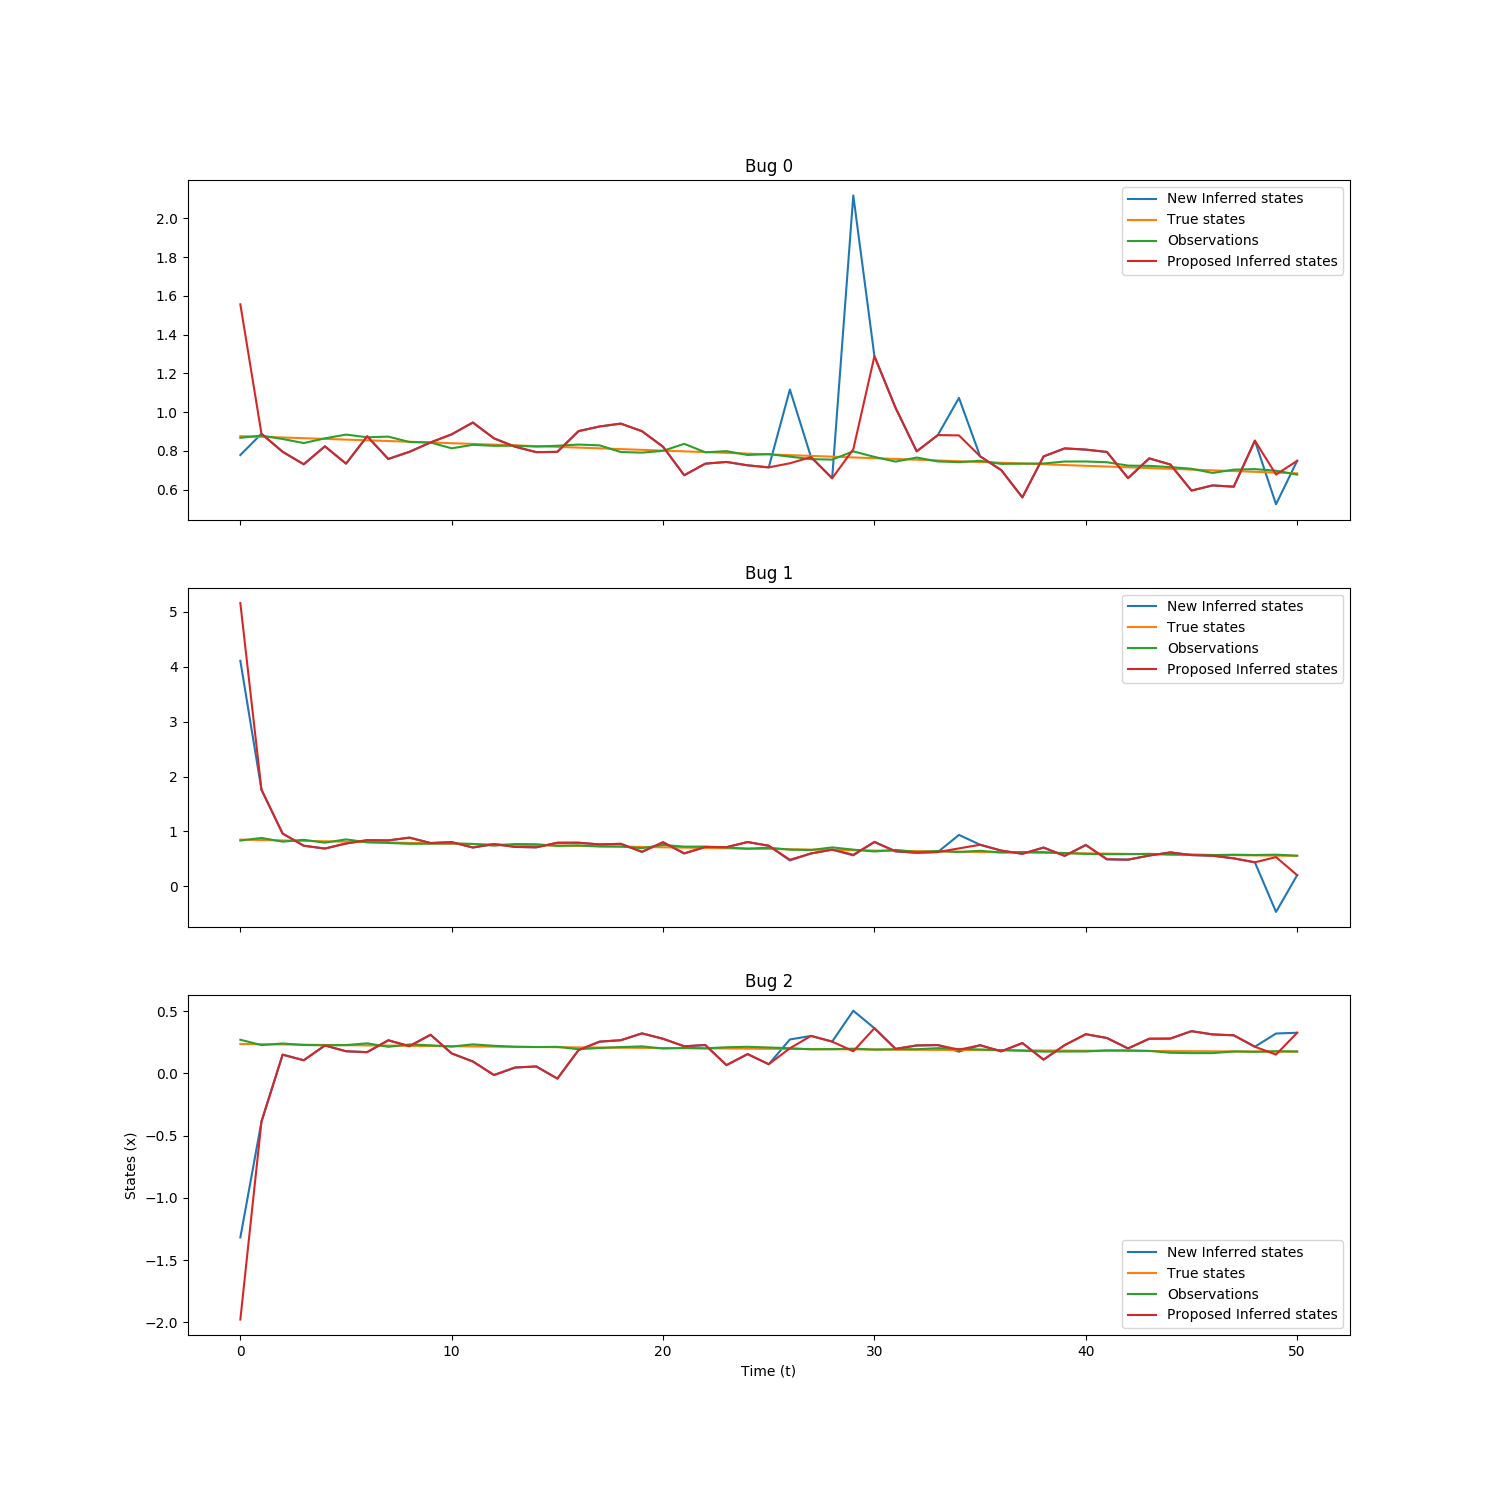 Bug 0
2.0
1.8
1.6
1.4
1.2
1.0
0.8
0.6
New Inferred states
True states
Observations
Proposed Inferred states
Bug 1
5
4
3
2
1
0
New Inferred states
True states
Observations
Proposed Inferred states
Bug 2
0.5
0.0
−0.5
−1.0
−1.5
−2.0
States (x)
New Inferred states
True states
Observations
Proposed Inferred states
0 10 20 30 40 50
Time (t)